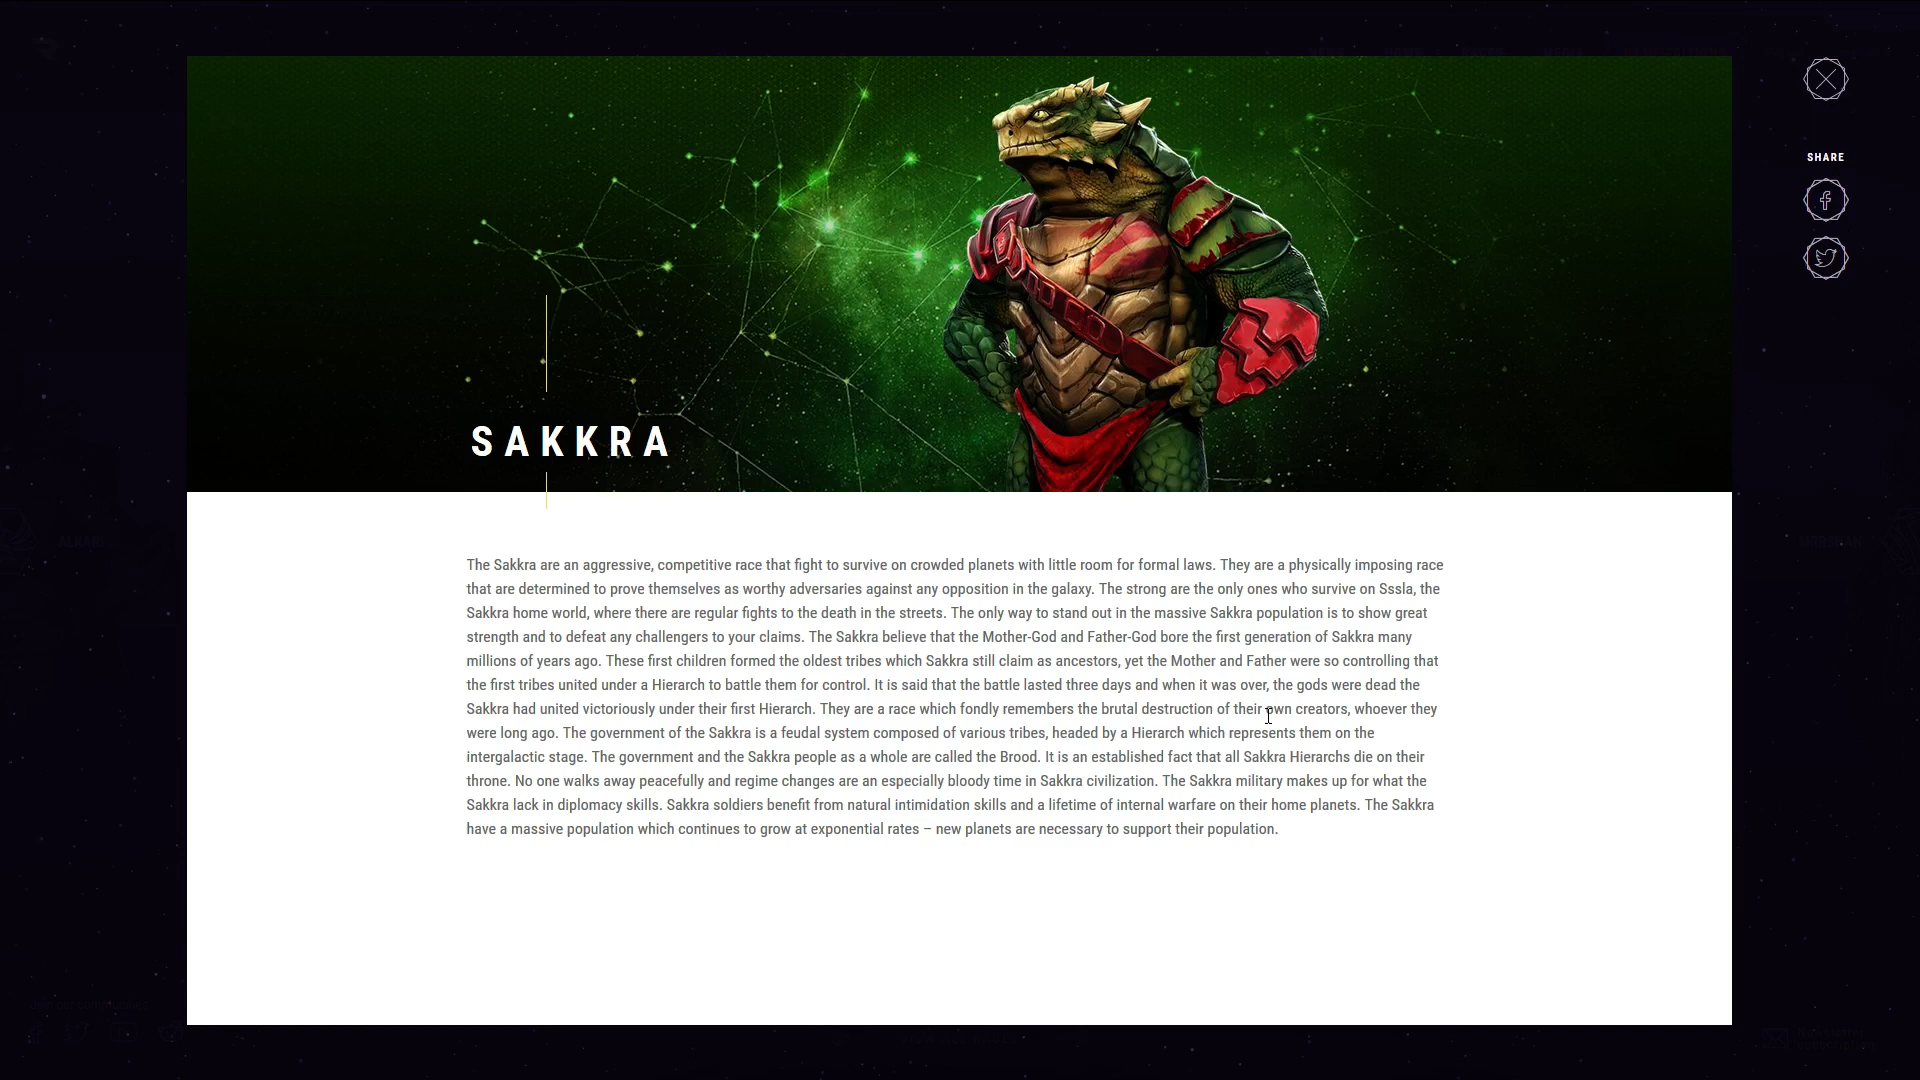 SHARE
SAKKRA
The Sakkra are an aggressive, competitive race that fight to survive on crowded planets with little room for formal laws. They are a physically imposing race
that are determined to prove themselves as worthy adversaries against any opposition in the galaxy. The strong are the only ones who survive on Sssla, the
Sakkra home world, where there are regular fights to the death in the streets. The only way to stand out in the massive Sakkra population is to show great
strength and to defeat any challengers to your claims. The Sakkra believe that the Mother-God and Father-God bore the first generation of Sakkra many
millions of years ago. These first children formed the oldest tribes which Sakkra still claim as ancestors, yet the Mother and Father were so controlling that
the first tribes united under a Hierarch to battle them for control. It is said that the battle lasted three days and when it was over, the gods were dead the
Sakkra had united victoriously under their first Hierarch. They are a race which fondly remembers the brutal destruction of their own creators, whoever they
were long ago. The government of the Sakkra is a feudal system composed of various tribes, headed by a Hierarch which represents them on the
intergalactic stage. The government and the Sakkra people as a whole are called the Brood. It is an established fact that all Sakkra Hierarchs die on their
throne. No one walks away peacefully and regime changes are an especially bloody time in Sakkra civilization. The Sakkra military makes up for what the
Sakkra lack in diplomacy skills. Sakkra soldiers benefit from natural intimidation skills and a lifetime of internal warfare on their home planets. The Sakkra
have a massive population which continues to grow at exponential rates – new planets are necessary to support their population.